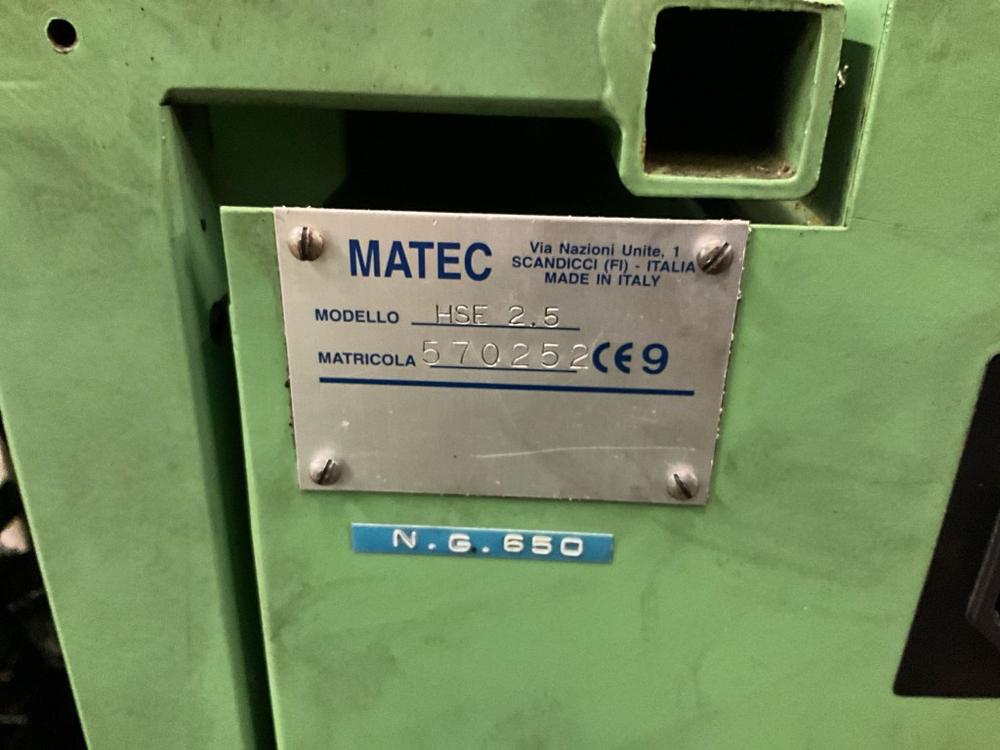 MATEC
Via Nazioni Unite, 1
SCANDICCI (FI) - ITALIA
MADE IN ITALY
MODELLO HSE 2.5
MATRICOLA 570252 CE 9
N.G.650